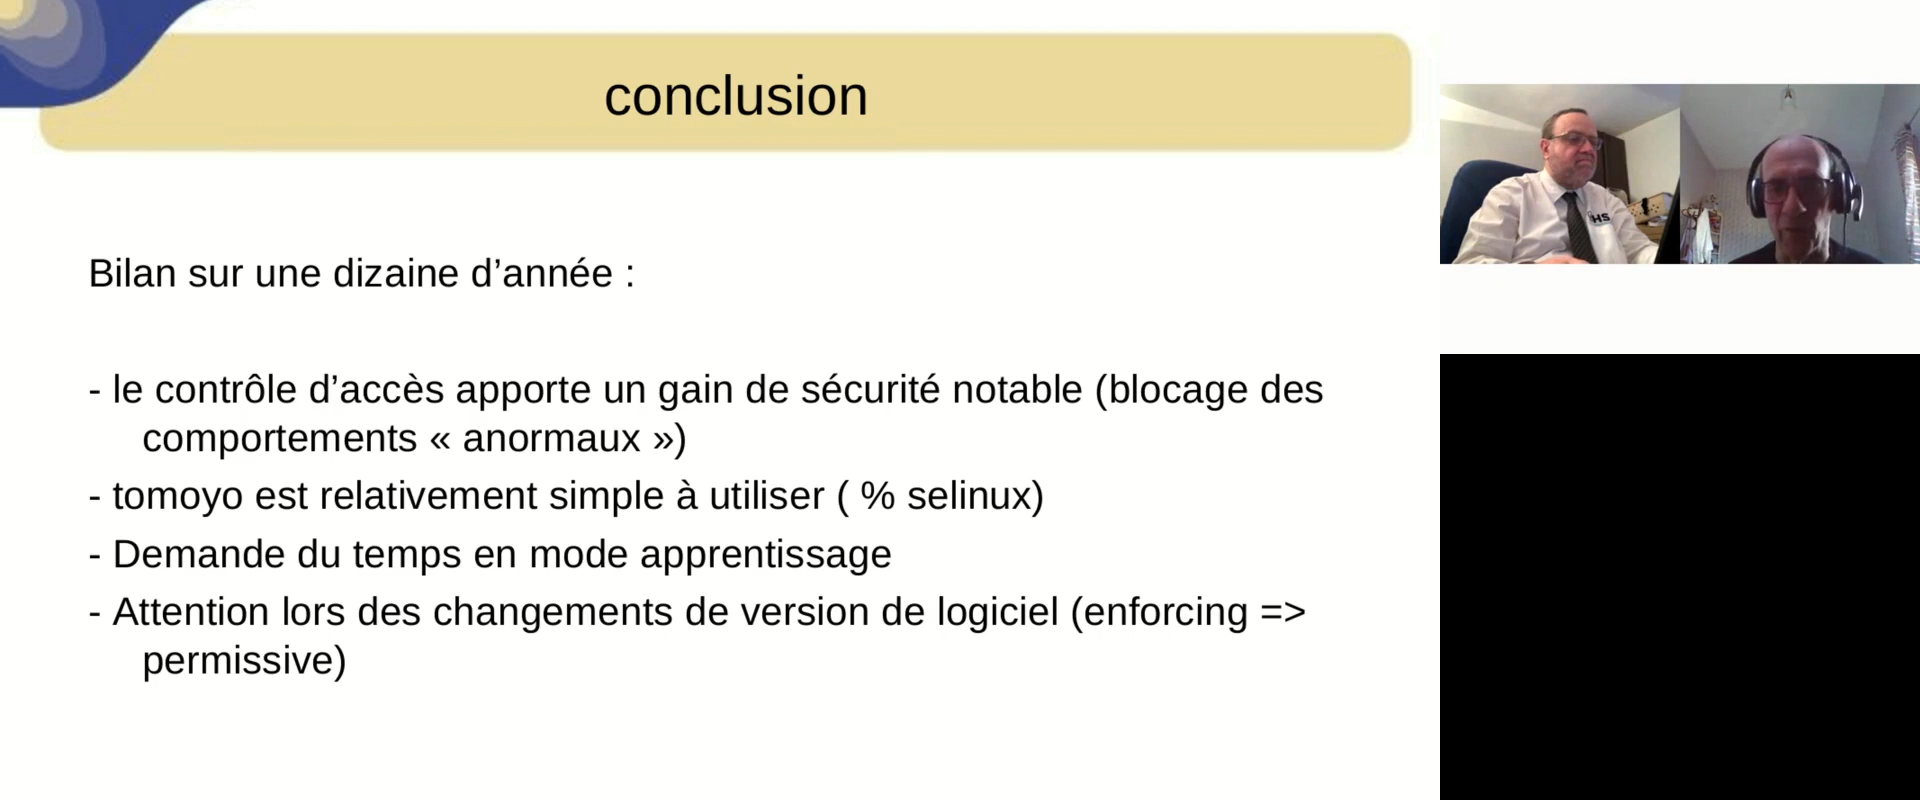 conclusion
Bilan sur une dizaine d’année :
- le contrôle d’accès apporte un gain de sécurité notable (blocage des
comportements « anormaux »)
- tomoyo est relativement simple à utiliser ( % selinux)
- Demande du temps en mode apprentissage
- Attention lors des changements de version de logiciel (enforcing =>
permissive)